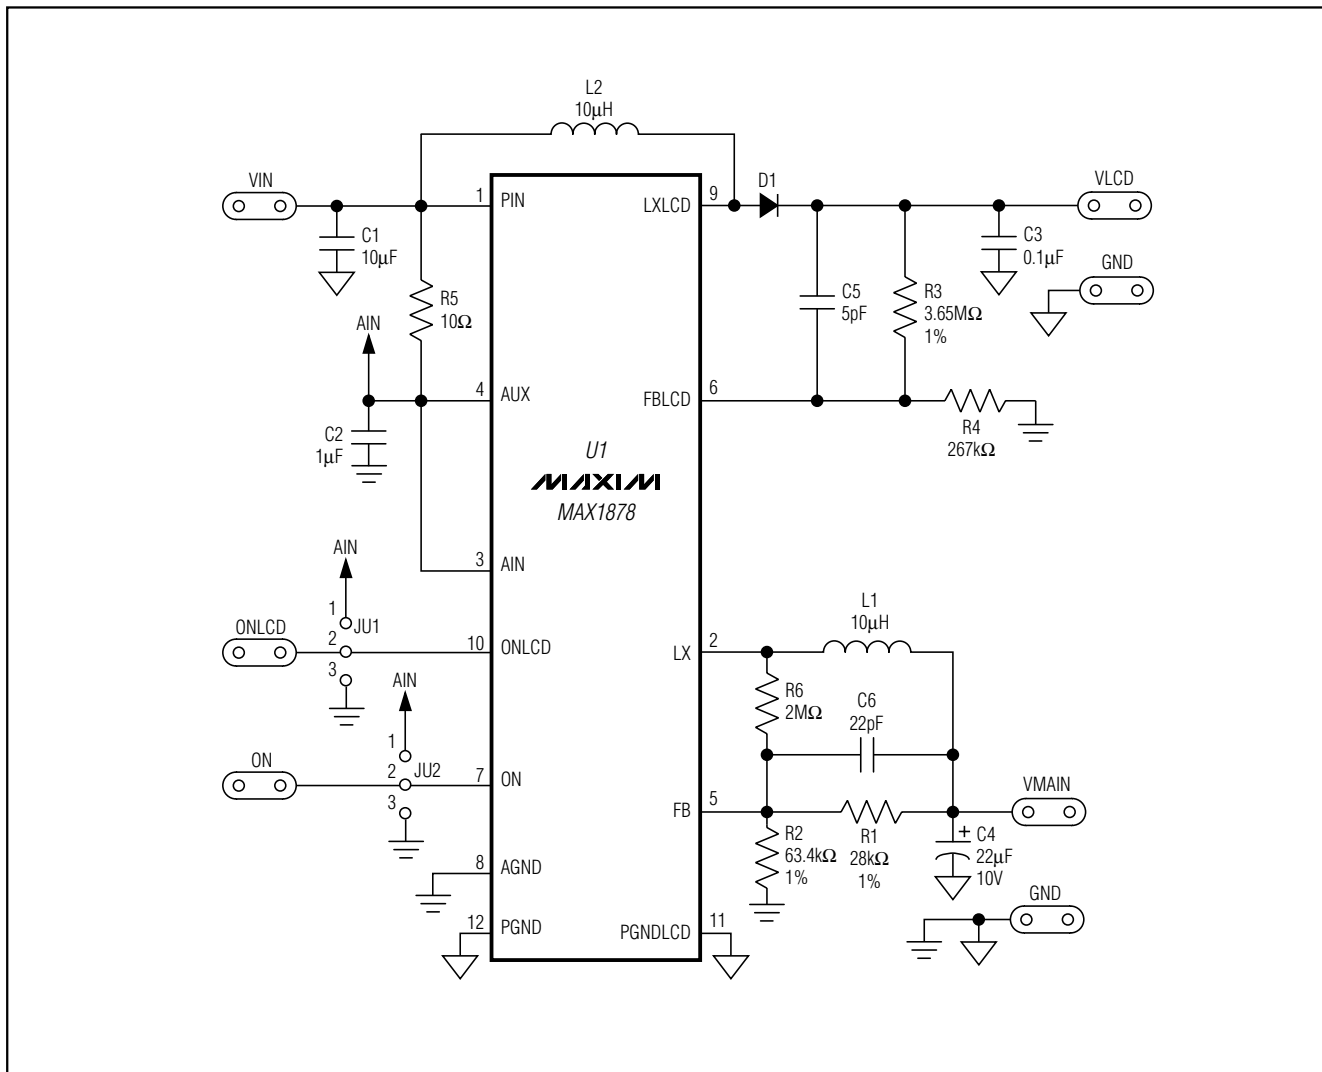 L2
10μH
VIN
1
PIN
LXLCD
9
D1
VLCD
C1
10μF
C3
0.1μF
GND
R5
10Ω
C5
5pF
R3
3.65MΩ
1%
AIN
4
AUX
FBLCD
6
C2
1μF
R4
267kΩ
U1
MAXIM
MAX1878
AIN
3
AIN
ONLCD
1
2
3
JU1
10
ONLCD
L1
10μH
LX
2
R6
2MΩ
C6
22pF
AIN
ON
1
2
3
JU2
7
ON
FB
5
VMAIN
R2
63.4kΩ
1%
R1
28kΩ
1%
+
C4
22μF
10V
8
AGND
GND
12
PGND
PGNDLCD
11